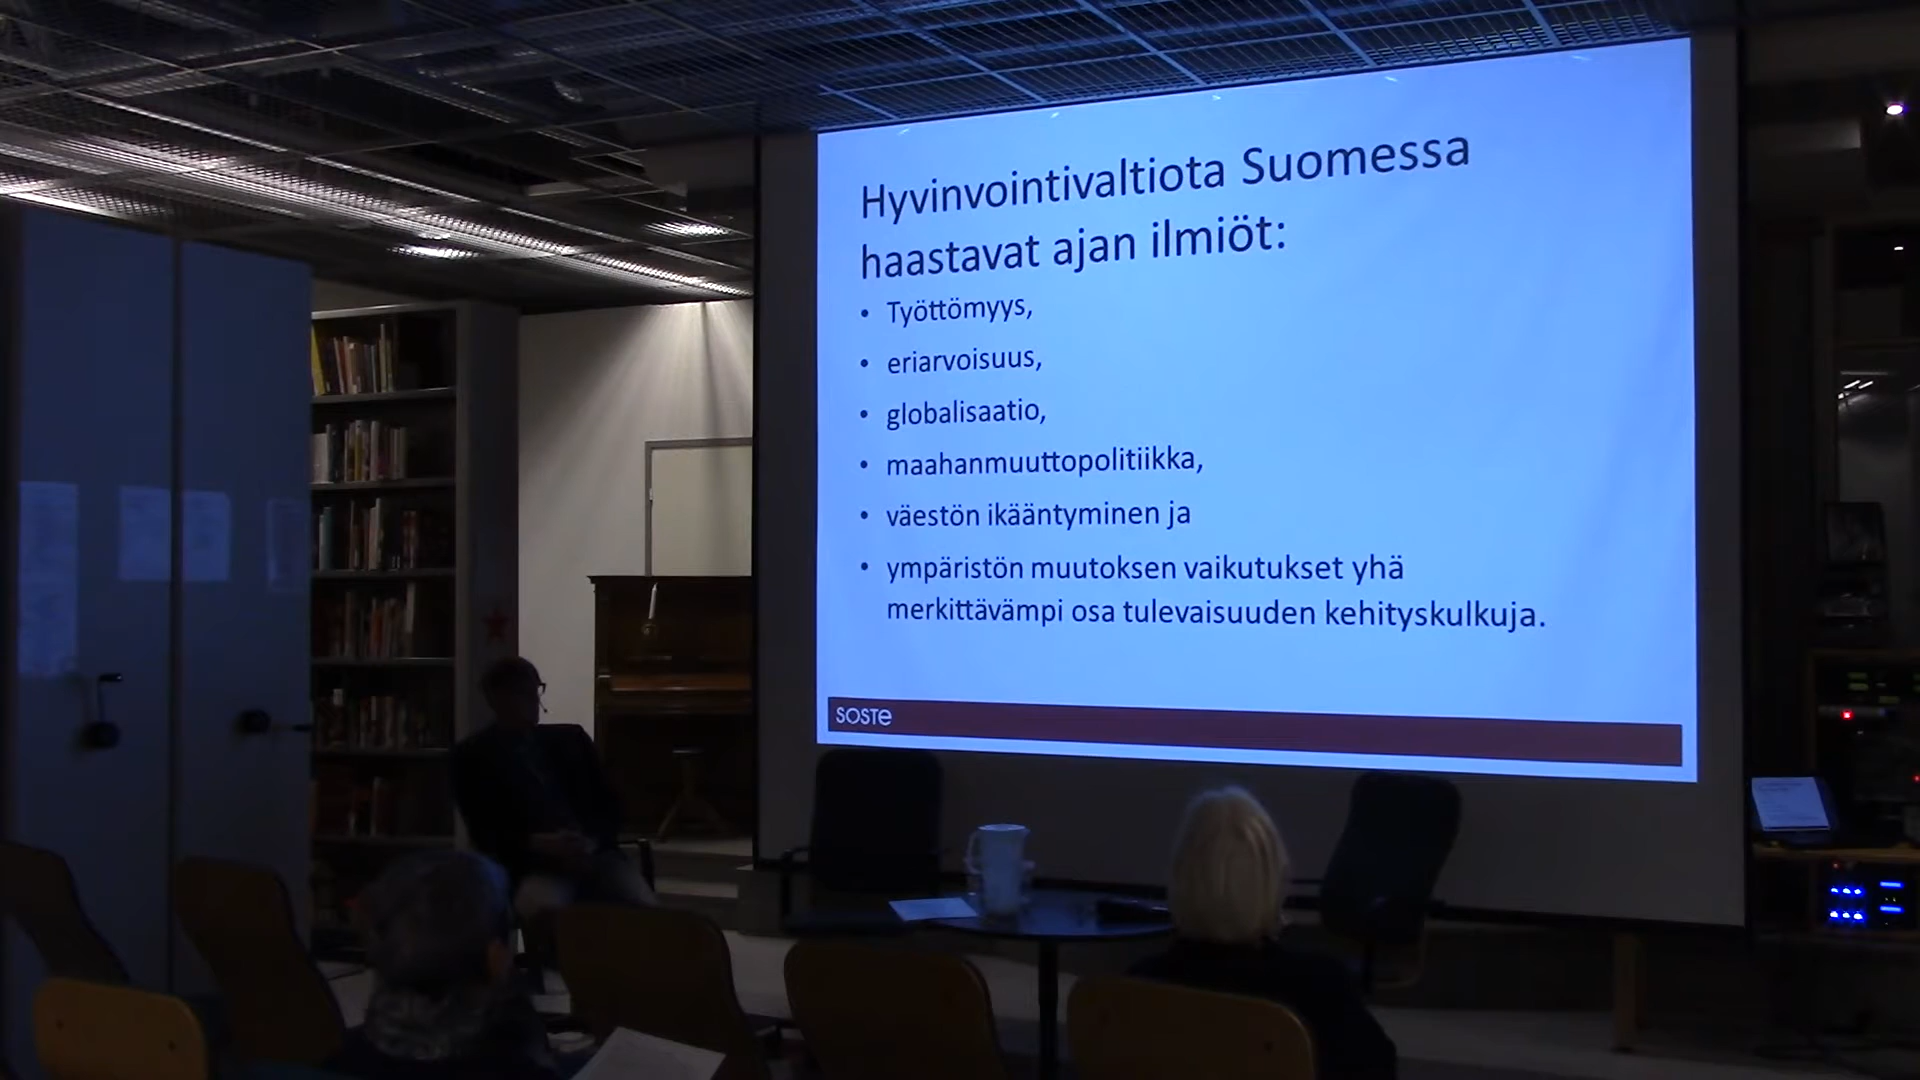 Hyvinvointivaltiota Suomessa
haastavat ajan ilmiöt:
• Työttömyys,
• eriarvoisuus,
• globalisaatio,
• maahanmuuttopolitiikka,
• väestön ikääntyminen ja
• ympäristön muutoksen vaikutukset yhä
merkittävämpi osa tulevaisuuden kehityskulkuja.
soste